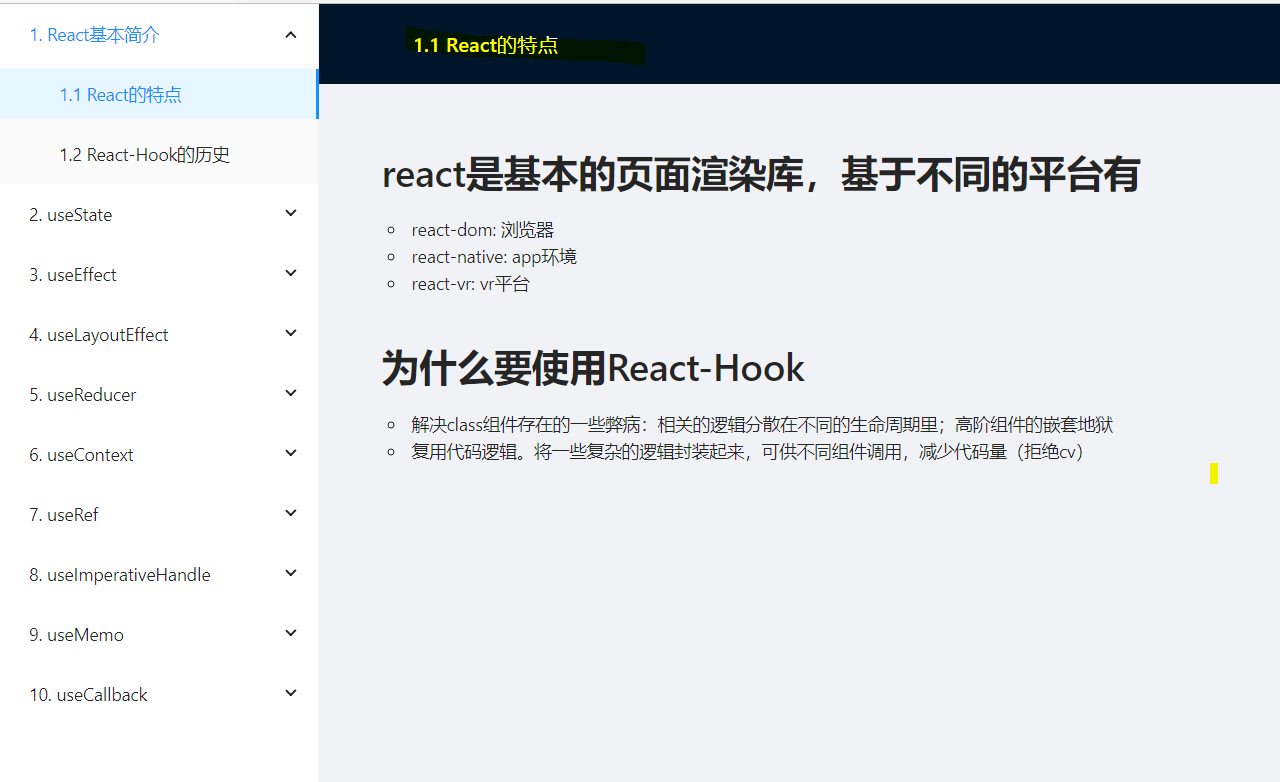 1. React基本简介
1.1 React的特点
1.2 React-Hook的历史
2. useState
3. useEffect
4. useLayoutEffect
5. useReducer
6. useContext
7. useRef
8. useImperativeHandle
9. useMemo
10. useCallback
1.1 React的特点
react是基本的页面渲染库，基于不同的平台有
react-dom: 浏览器
react-native: app环境
react-vr: vr平台
为什么要使用React-Hook
解决class组件存在的一些弊病：相关的逻辑分散在不同的生命周期里；高阶组件的嵌套地狱
复用代码逻辑。将一些复杂的逻辑封装起来，可供不同组件调用，减少代码量（拒绝cv）